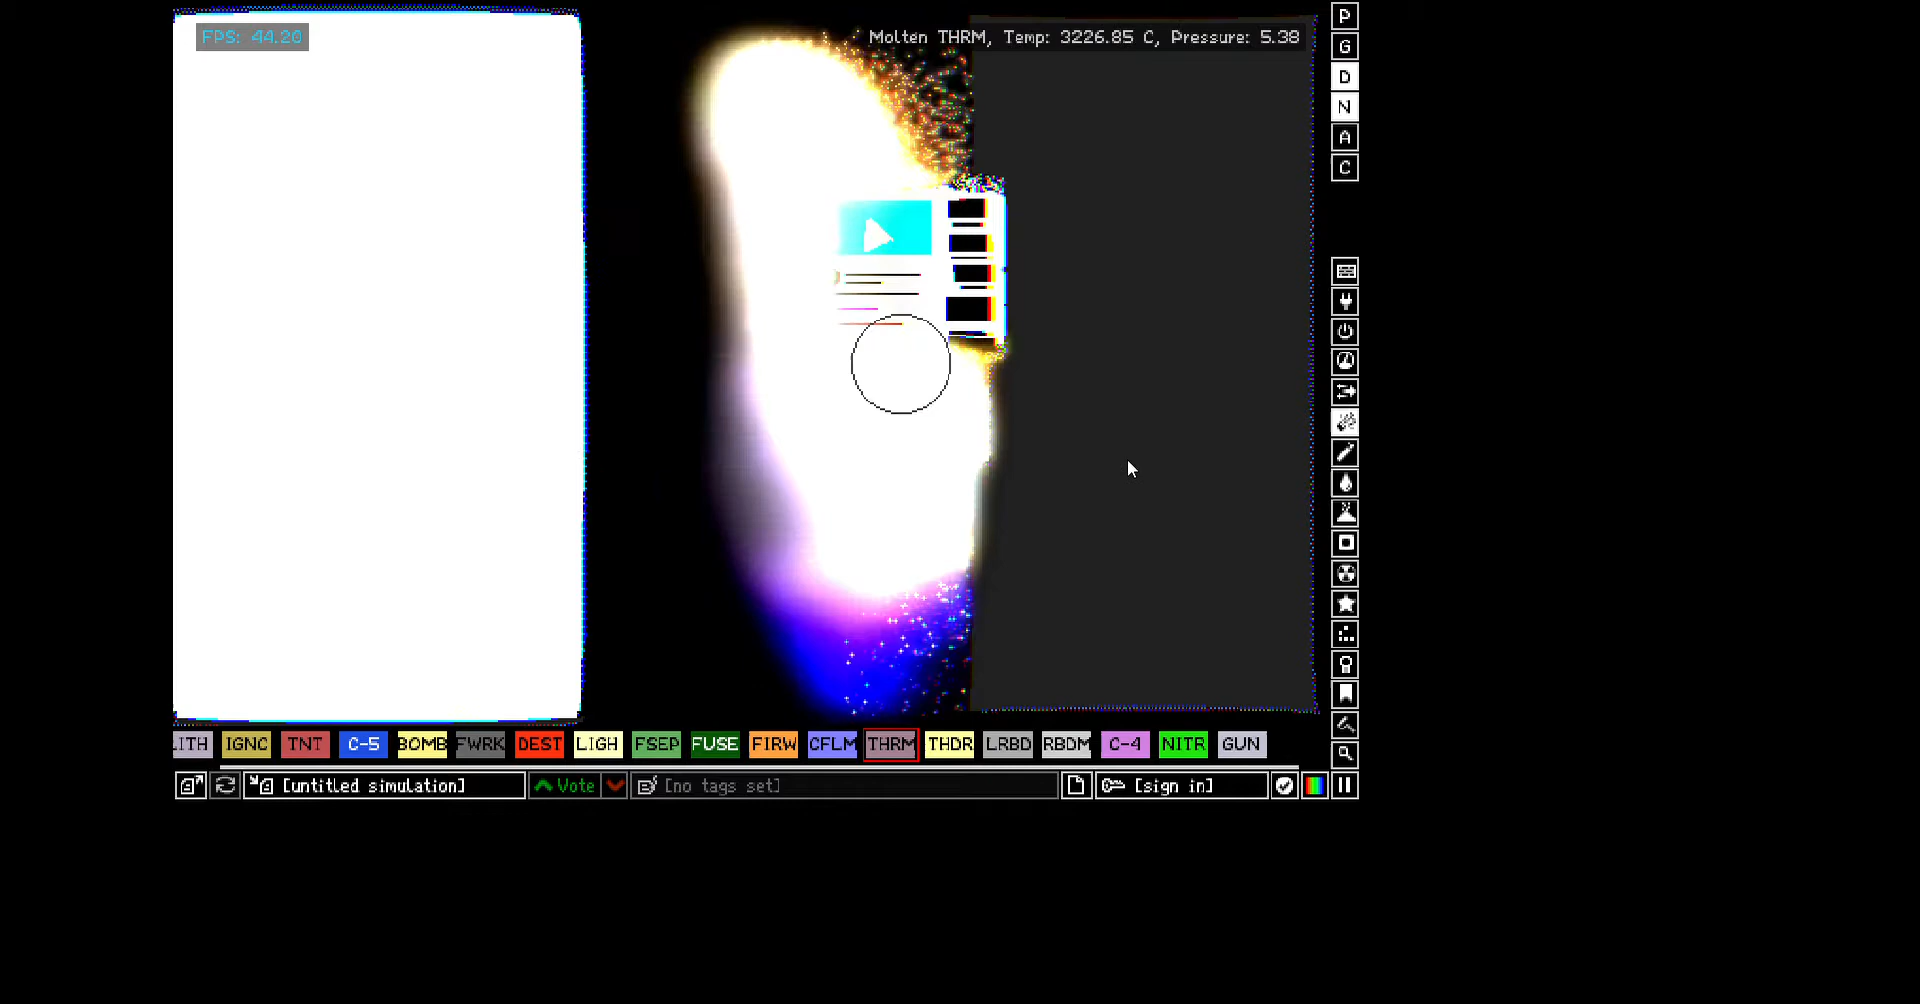 FPS: 44.20
Molten THRM, Temp: 3226.85 C, Pressure: 5.38
P
G
D
N
A
C
LITH IGNC TNT C-5 BOMB FWRK DEST LIGH FSEP FUSE FIRW CFLM THRM THDR LRBD RBDM C-4 NITR GUN
[untitled simulation] Vote [no tags set] [sign in]